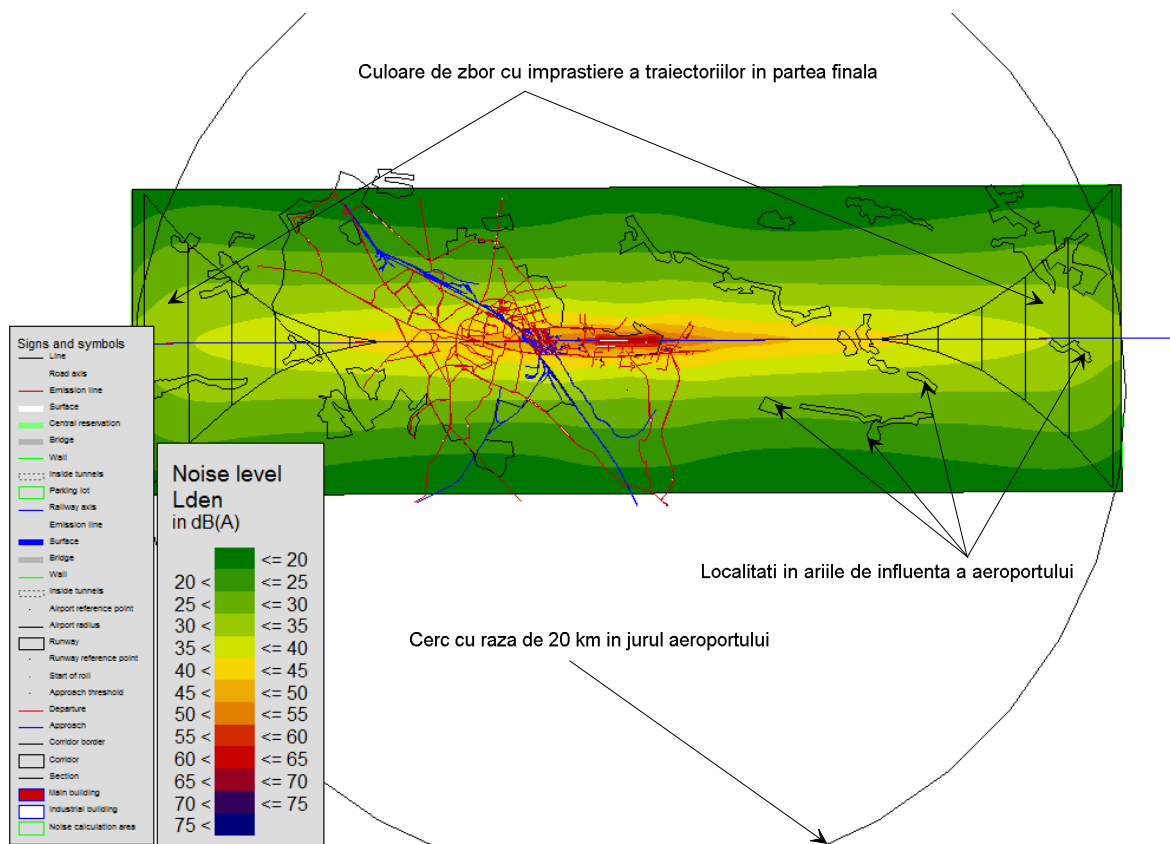 Culoare de zbor cu imprastiere a traiectoriilor in partea finala
Signs and symbols
Line
Road axis
Emission line
Surface
Central reservation
Bridge
Wall
Inside tunnels
Parking lot
Railway axis
Emission line
Surface
Bridge
Wall
Inside tunnels
Airport reference point
Airport radius
Runway
Runway reference point
Start of roll
Approach threshold
Departure
Approach
Corridor border
Corridor
Section
Main building
Industrial building
Noise calculation area
Noise level
Lden
in dB(A)
<= 20
20 < <= 25
25 < <= 30
30 < <= 35
35 < <= 40
40 < <= 45
45 < <= 50
50 < <= 55
55 < <= 60
60 < <= 65
65 < <= 70
70 < <= 75
75 <
Localitati in ariile de influenta a aeroportului
Cerc cu raza de 20 km in jurul aeroportului